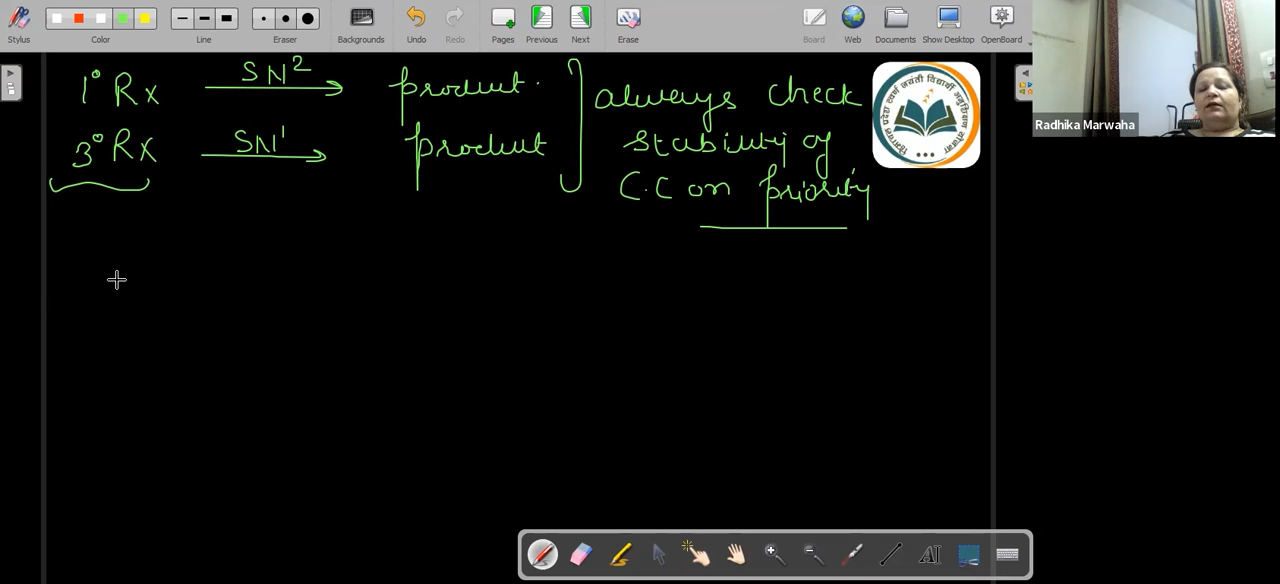 Stylus Color Line Eraser Backgrounds Undo Redo Pages Previous Next Erase Board Web Documents Show Desktop OpenBoard
1° Rx SN² product.
3° Rx SN¹ product
always check
stability of
C.C on priority
Radhika Marwaha